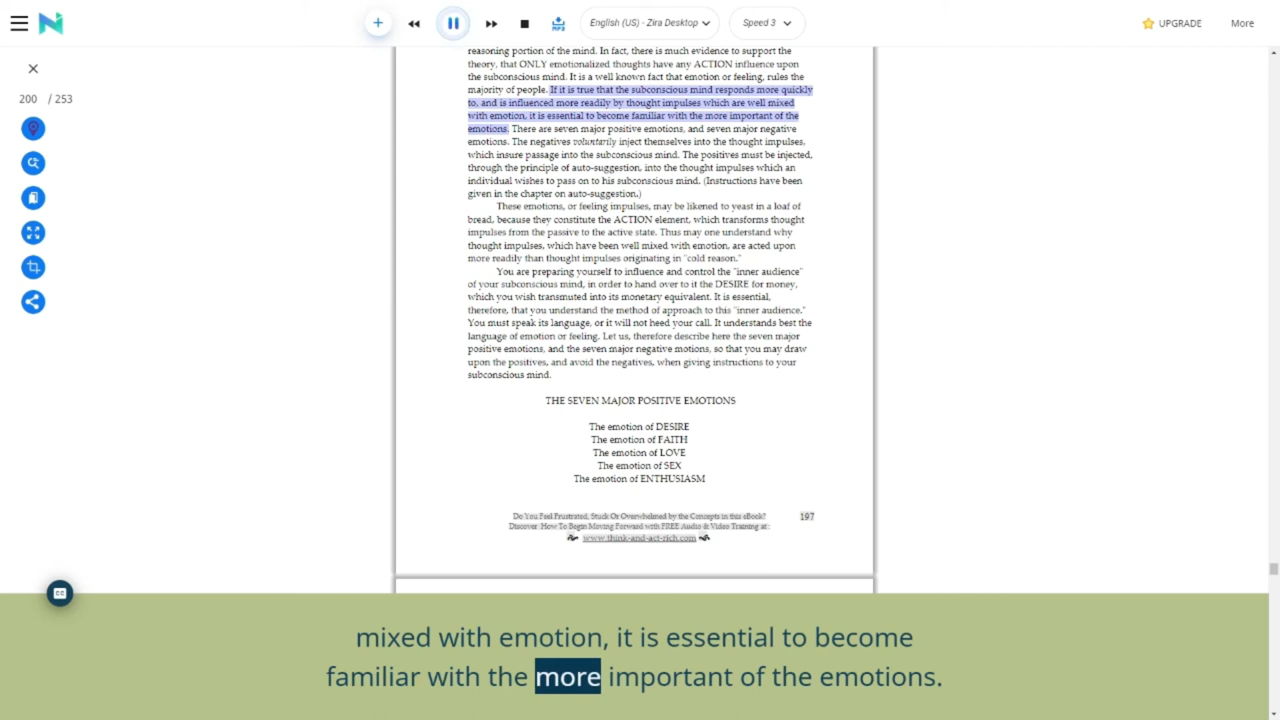 English (US) - Zira Desktop
Speed 3
UPGRADE
More
200 / 253
reasoning portion of the mind. In fact, there is much evidence to support the
theory, that ONLY emotionalized thoughts have any ACTION influence upon
the subconscious mind. It is a well known fact that emotion or feeling, rules the
majority of people. If it is true that the subconscious mind responds more quickly
to, and is influenced more readily by thought impulses which are well mixed
with emotion, it is essential to become familiar with the more important of the
emotions. There are seven major positive emotions, and seven major negative
emotions. The negatives voluntarily inject themselves into the thought impulses,
which insure passage into the subconscious mind. The positives must be injected,
through the principle of auto-suggestion, into the thought impulses which an
individual wishes to pass on to his subconscious mind. (Instructions have been
given in the chapter on auto-suggestion.)
These emotions, or feeling impulses, may be likened to yeast in a loaf of
bread, because they constitute the ACTION element, which transforms thought
impulses from the passive to the active state. Thus may one understand why
thought impulses, which have been well mixed with emotion, are acted upon
more readily than thought impulses originating in "cold reason."
You are preparing yourself to influence and control the "inner audience"
of your subconscious mind, in order to hand over to it the DESIRE for money,
which you wish transmuted into its monetary equivalent. It is essential,
therefore, that you understand the method of approach to this "inner audience."
You must speak its language, or it will not heed your call. It understands best the
language of emotion or feeling. Let us, therefore describe here the seven major
positive emotions, and the seven major negative motions, so that you may draw
upon the positives, and avoid the negatives, when giving instructions to your
subconscious mind.
THE SEVEN MAJOR POSITIVE EMOTIONS
The emotion of DESIRE
The emotion of FAITH
The emotion of LOVE
The emotion of SEX
The emotion of ENTHUSIASM
Do You Feel Frustrated, Stuck Or Overwhelmed by the Concepts in this eBook?
197
Discover: How To Begin Moving Forward with FREE Audio & Video Training at:
www.think-and-act-rich.com
mixed with emotion, it is essential to become
familiar with the more important of the emotions.